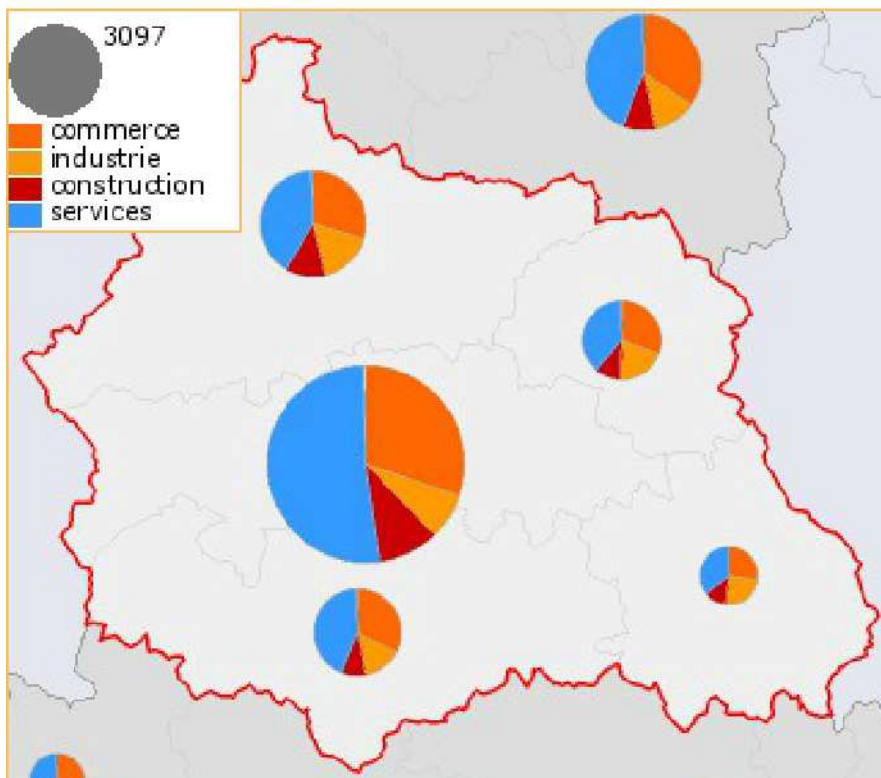 3097
commerce
industrie
construction
services